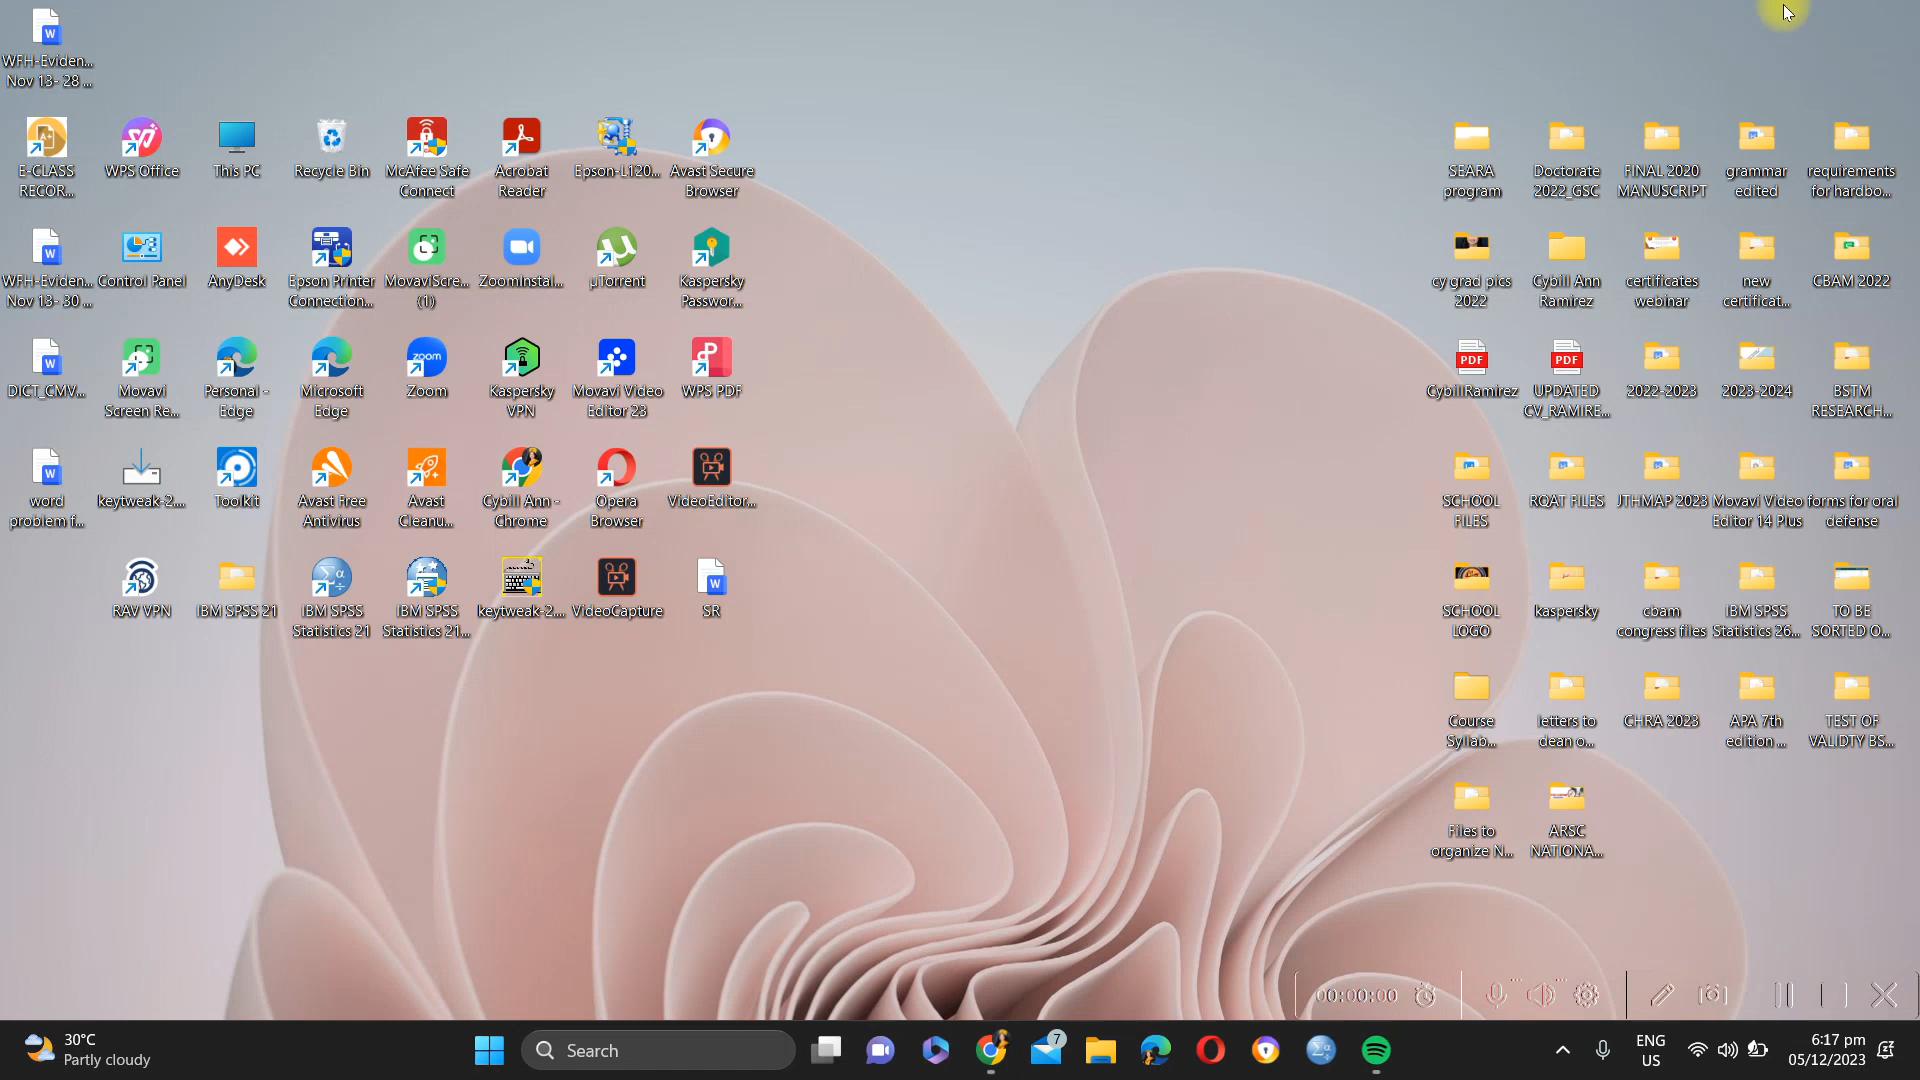 WFH-Eviden...
Nov 13- 28 ...
E-CLASS
RECOR...
WPS Office
This PC
Recycle Bin
McAfee Safe
Connect
Acrobat
Reader
Epson-L120...
Avast Secure
Browser
SEARA
program
Doctorate
2022_GSC
FINAL 2020
MANUSCRIPT
grammar
edited
requirements
for hardbo...
WFH-Eviden...
Nov 13- 30 ...
Control Panel
AnyDesk
Epson Printer
Connection...
MovaviScre...
(1)
ZoomInstal...
µTorrent
Kaspersky
Passwor...
cy grad pics
2022
Cybill Ann
Ramirez
certificates
webinar
new
certificat...
CBAM 2022
DICT_CMV...
Movavi
Screen Re...
Personal -
Edge
Microsoft
Edge
zoom
Zoom
Kaspersky
VPN
Movavi Video
Editor 23
WPS PDF
PDF
CybillRamirez
PDF
UPDATED
CV_RAMIRE...
2022-2023
2023-2024
BSTM
RESEARCH...
word
problem f...
keytweak-2....
Toolkit
Avast Free
Antivirus
Avast
Cleanu...
Cybill Ann -
Chrome
Opera
Browser
VideoEditor...
SCHOOL
FILES
RQAT FILES
JTHMAP 2023
Movavi Video
Editor 14 Plus
forms for oral
defense
RAV VPN
IBM SPSS 21
IBM SPSS
Statistics 21
IBM SPSS
Statistics 21...
keytweak-2....
VideoCapture
SR
SCHOOL
LOGO
kaspersky
cbam
congress files
IBM SPSS
Statistics 26...
TO BE
SORTED O...
Course
Syllab...
letters to
dean o...
CHRA 2023
APA 7th
edition ...
TEST OF
VALIDTY BS...
Files to
organize N...
ARSC
NATIONA...
00:00:00
30°C
Partly cloudy
Search
7
ENG
US
6:17 pm
05/12/2023